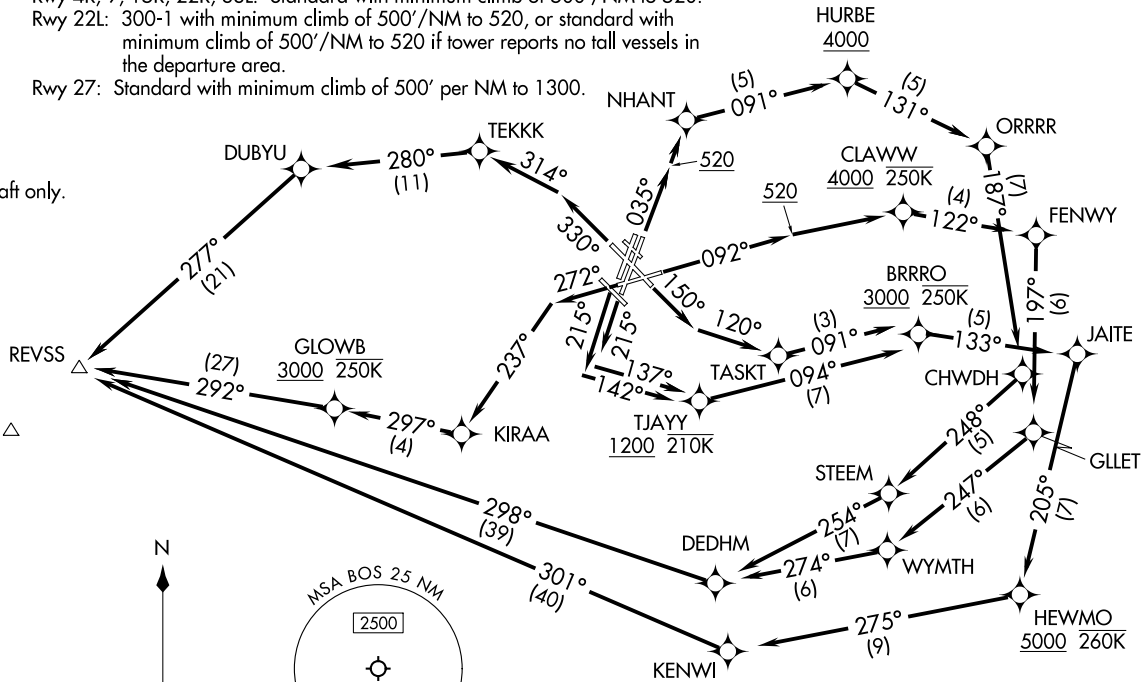 Rwy 22L: 300-1 with minimum climb of 500'/NM to 520, or standard with
minimum climb of 500'/NM to 520 if tower reports no tall vessels in
the departure area.
Rwy 27: Standard with minimum climb of 500' per NM to 1300.
aft only.
HURBE
4000
NHANT
(5)
091°
(5)
131°
ORRRR
TEKKK
DUBYU
280°
(11)
314°
330°
035°
520
520
CLAWW
4000 250K
(4)
122°
187°
(7)
FENWY
277°
(21)
272°
092°
150°
120°
BRRRO
3000 250K
197°
(6)
(3)
091°
(5)
133°
JAITE
REVSS
GLOWB
3000 250K
(27)
292°
237°
215°
215°
137°
142°
TASKT
094°
(7)
CHWDH
297°
(4)
KIRAA
TJAYY
1200 210K
248°
(5)
GLLET
STEEM
247°
(6)
205°
(7)
298°
(39)
254°
(7)
DEDHM
274°
(6)
WYMTH
301°
(40)
N
MSA BOS 25 NM
2500
275°
(9)
HEWMO
5000 260K
KENWI